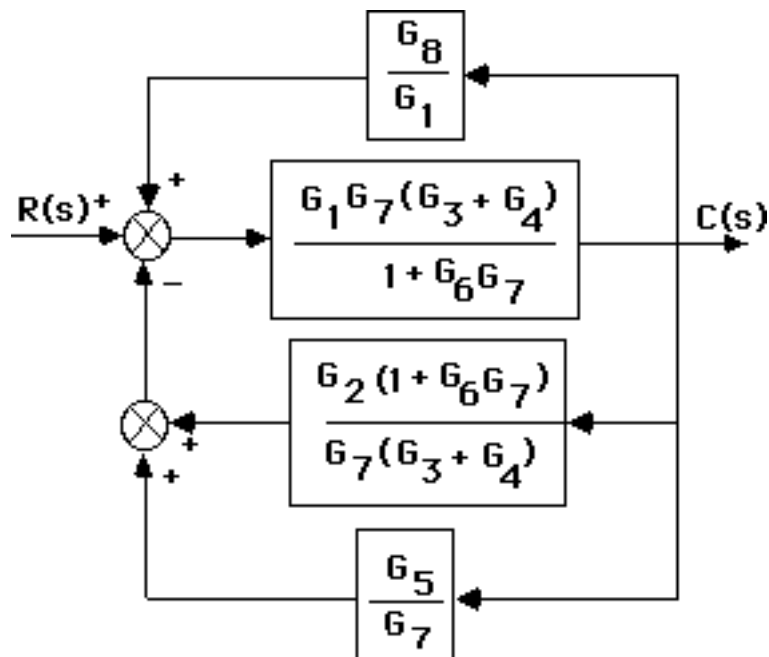 G8
G1
+
R(s)+
G1G7(G3 + G4)
1 + G6G7
C(s)
−
G2(1 + G6G7)
G7(G3 + G4)
+
+
G5
G7